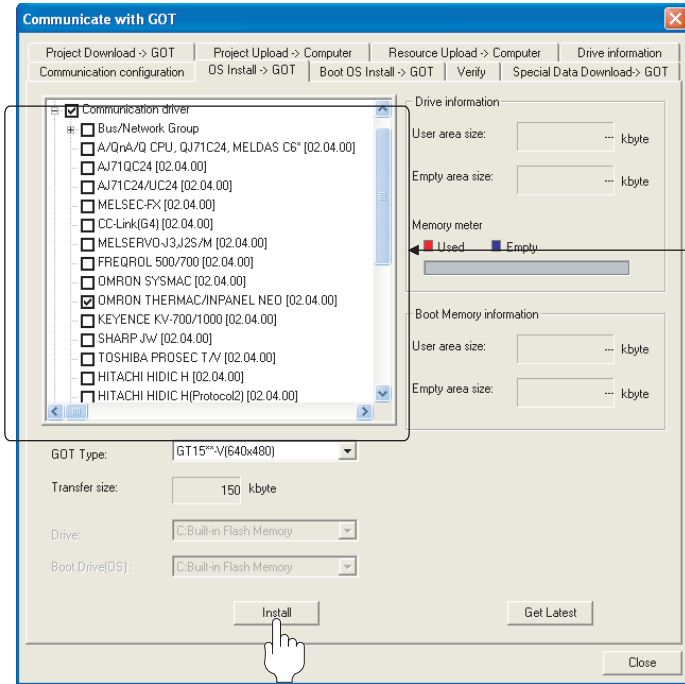 Communicate with GOT
Project Download -> GOT
Project Upload -> Computer
Resource Upload -> Computer
Drive information
Communication configuration
OS Install -> GOT
Boot OS Install -> GOT
Verify
Special Data Download-> GOT
Communication driver
Bus/Network Group
A/QnA/Q CPU, QJ71C24, MELDAS C6* [02.04.00]
AJ71QC24 [02.04.00]
AJ71C24/UC24 [02.04.00]
MELSEC-FX [02.04.00]
CC-Link(G4) [02.04.00]
MELSERVO-J3,J2S/M [02.04.00]
FREQROL 500/700 [02.04.00]
OMRON SYSMAC [02.04.00]
OMRON THERMAC/INPANEL NEO [02.04.00]
KEYENCE KV-700/1000 [02.04.00]
SHARP JW [02.04.00]
TOSHIBA PROSEC T/V [02.04.00]
HITACHI HIDIC H [02.04.00]
HITACHI HIDIC H(Protocol2) [02.04.00]
Drive information
User area size: --- kbyte
Empty area size: --- kbyte
Memory meter
Used Empty
Boot Memory information
User area size: --- kbyte
Empty area size: --- kbyte
GOT Type: GT15**-V(640x480)
Transfer size: 150 kbyte
Drive: C:Built-in Flash Memory
Boot Drive(OS) : C:Built-in Flash Memory
Install
Get Latest
Close